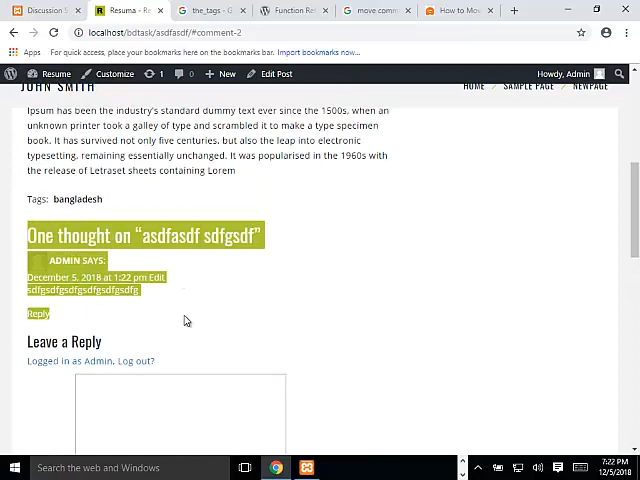 Discussion S
Resuma – Re
the_tags - G
Function Re
move comm
How to Mov
localhost/bdtask/asdfasdf/#comment-2
Apps For quick access, place your bookmarks here on the bookmarks bar. Import bookmarks now...
Resume Customize 1 0 New Edit Post Howdy, Admin
JOHN SMITH HOME / SAMPLE PAGE / NEWPAGE
Ipsum has been the industry's standard dummy text ever since the 1500s, when an
unknown printer took a galley of type and scrambled it to make a type specimen
book. It has survived not only five centuries, but also the leap into electronic
typesetting, remaining essentially unchanged. It was popularised in the 1960s with
the release of Letraset sheets containing Lorem
Tags: bangladesh
One thought on “asdfasdf sdfgsdf”
ADMIN SAYS:
December 5, 2018 at 1:22 pm Edit
sdfgsdfgsdfgsdfgsdfgsdfg
Reply
Leave a Reply
Logged in as Admin. Log out?
Search the web and Windows
7:22 PM
12/5/2018